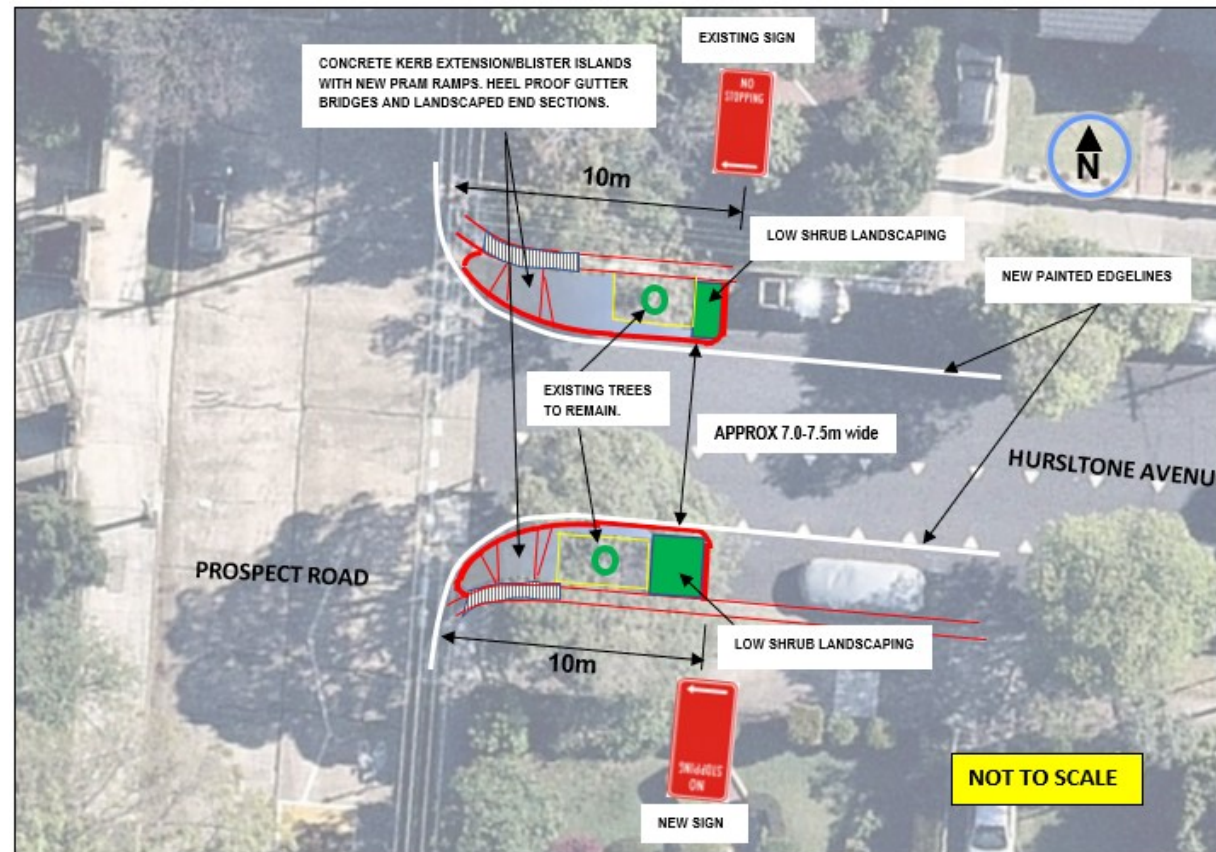 EXISTING SIGN
CONCRETE KERB EXTENSION/BLISTER ISLANDS
WITH NEW PRAM RAMPS. HEEL PROOF GUTTER
BRIDGES AND LANDSCAPED END SECTIONS.
NO
STOPPING
N
10m
LOW SHRUB LANDSCAPING
NEW PAINTED EDGELINES
EXISTING TREES
TO REMAIN.
APPROX 7.0-7.5m wide
HURSLTONE AVENU
PROSPECT ROAD
LOW SHRUB LANDSCAPING
10m
NO
STOPPING
NOT TO SCALE
NEW SIGN